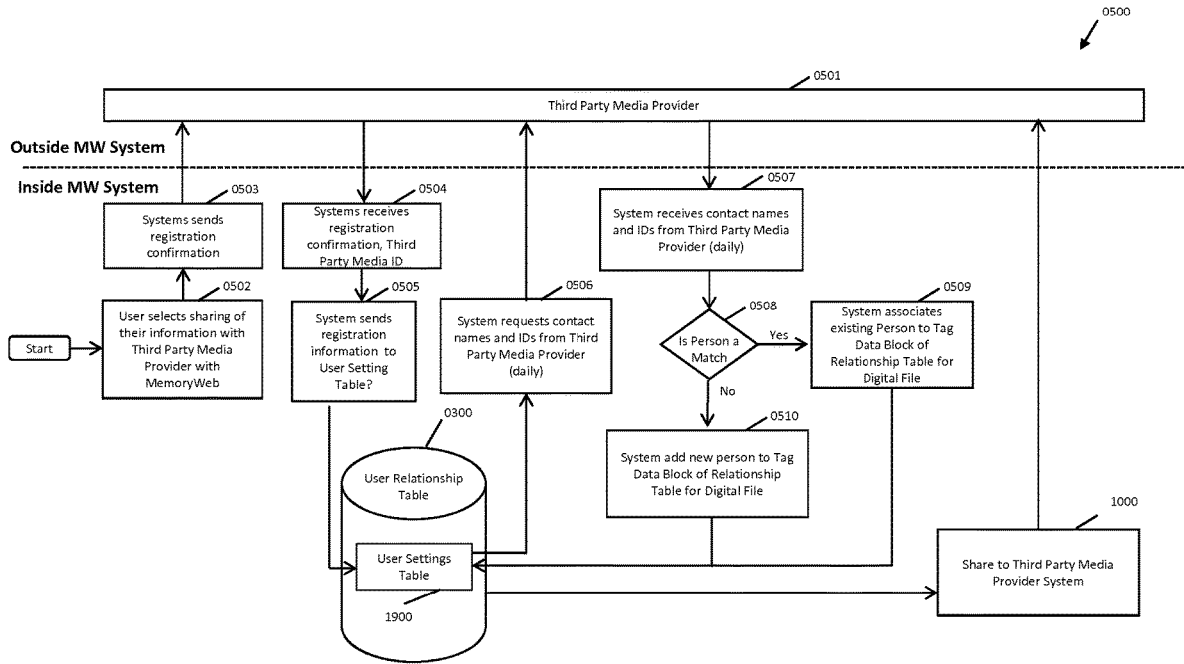 0500
0501
Third Party Media Provider
Outside MW System
Inside MW System
0503
Systems sends
registration
confirmation
0504
Systems receives
registration
confirmation, Third
Party Media ID
0507
System receives contact names
and IDs from Third Party Media
Provider (daily)
Start
0502
User selects sharing of
their information with
Third Party Media
Provider with
MemoryWeb
0505
System sends
registration
information to
User Setting
Table?
0506
System requests contact
names and IDs from Third
Party Media Provider
(daily)
0508
Is Person a
Match
Yes
No
0509
System associates
existing Person to Tag
Data Block of
Relationship Table for
Digital File
0510
System add new person to Tag
Data Block of Relationship
Table for Digital File
0300
User Relationship
Table
User Settings
Table
1900
1000
Share to Third Party Media
Provider System